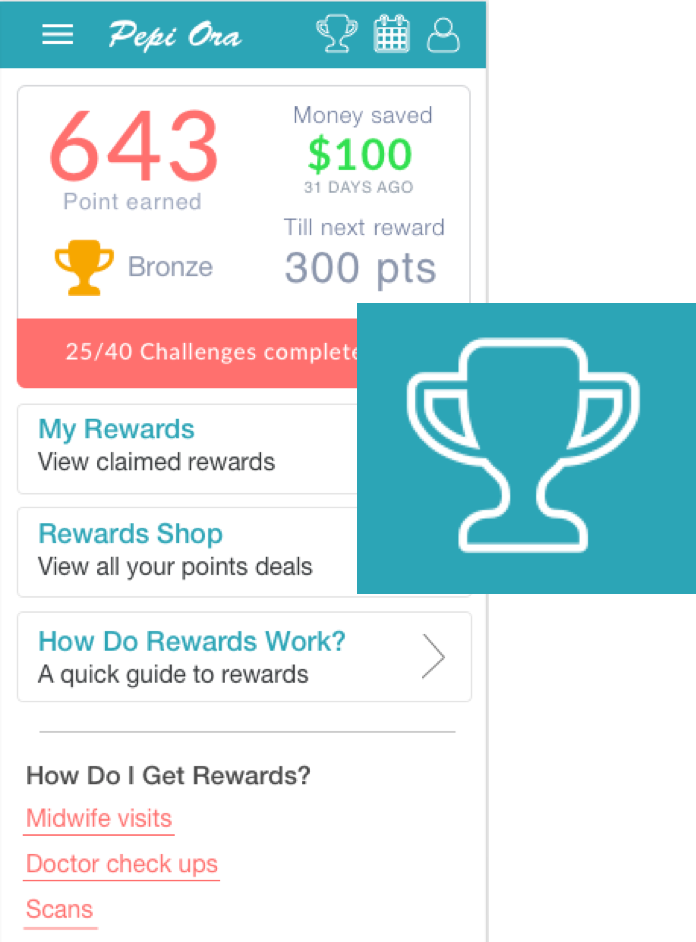 Pepi Ora
643
Point earned
Bronze
Money saved
$100
31 DAYS AGO
Till next reward
300 pts
25/40 Challenges complete
My Rewards
View claimed rewards
Rewards Shop
View all your points deals
How Do Rewards Work?
A quick guide to rewards
How Do I Get Rewards?
Midwife visits
Doctor check ups
Scans